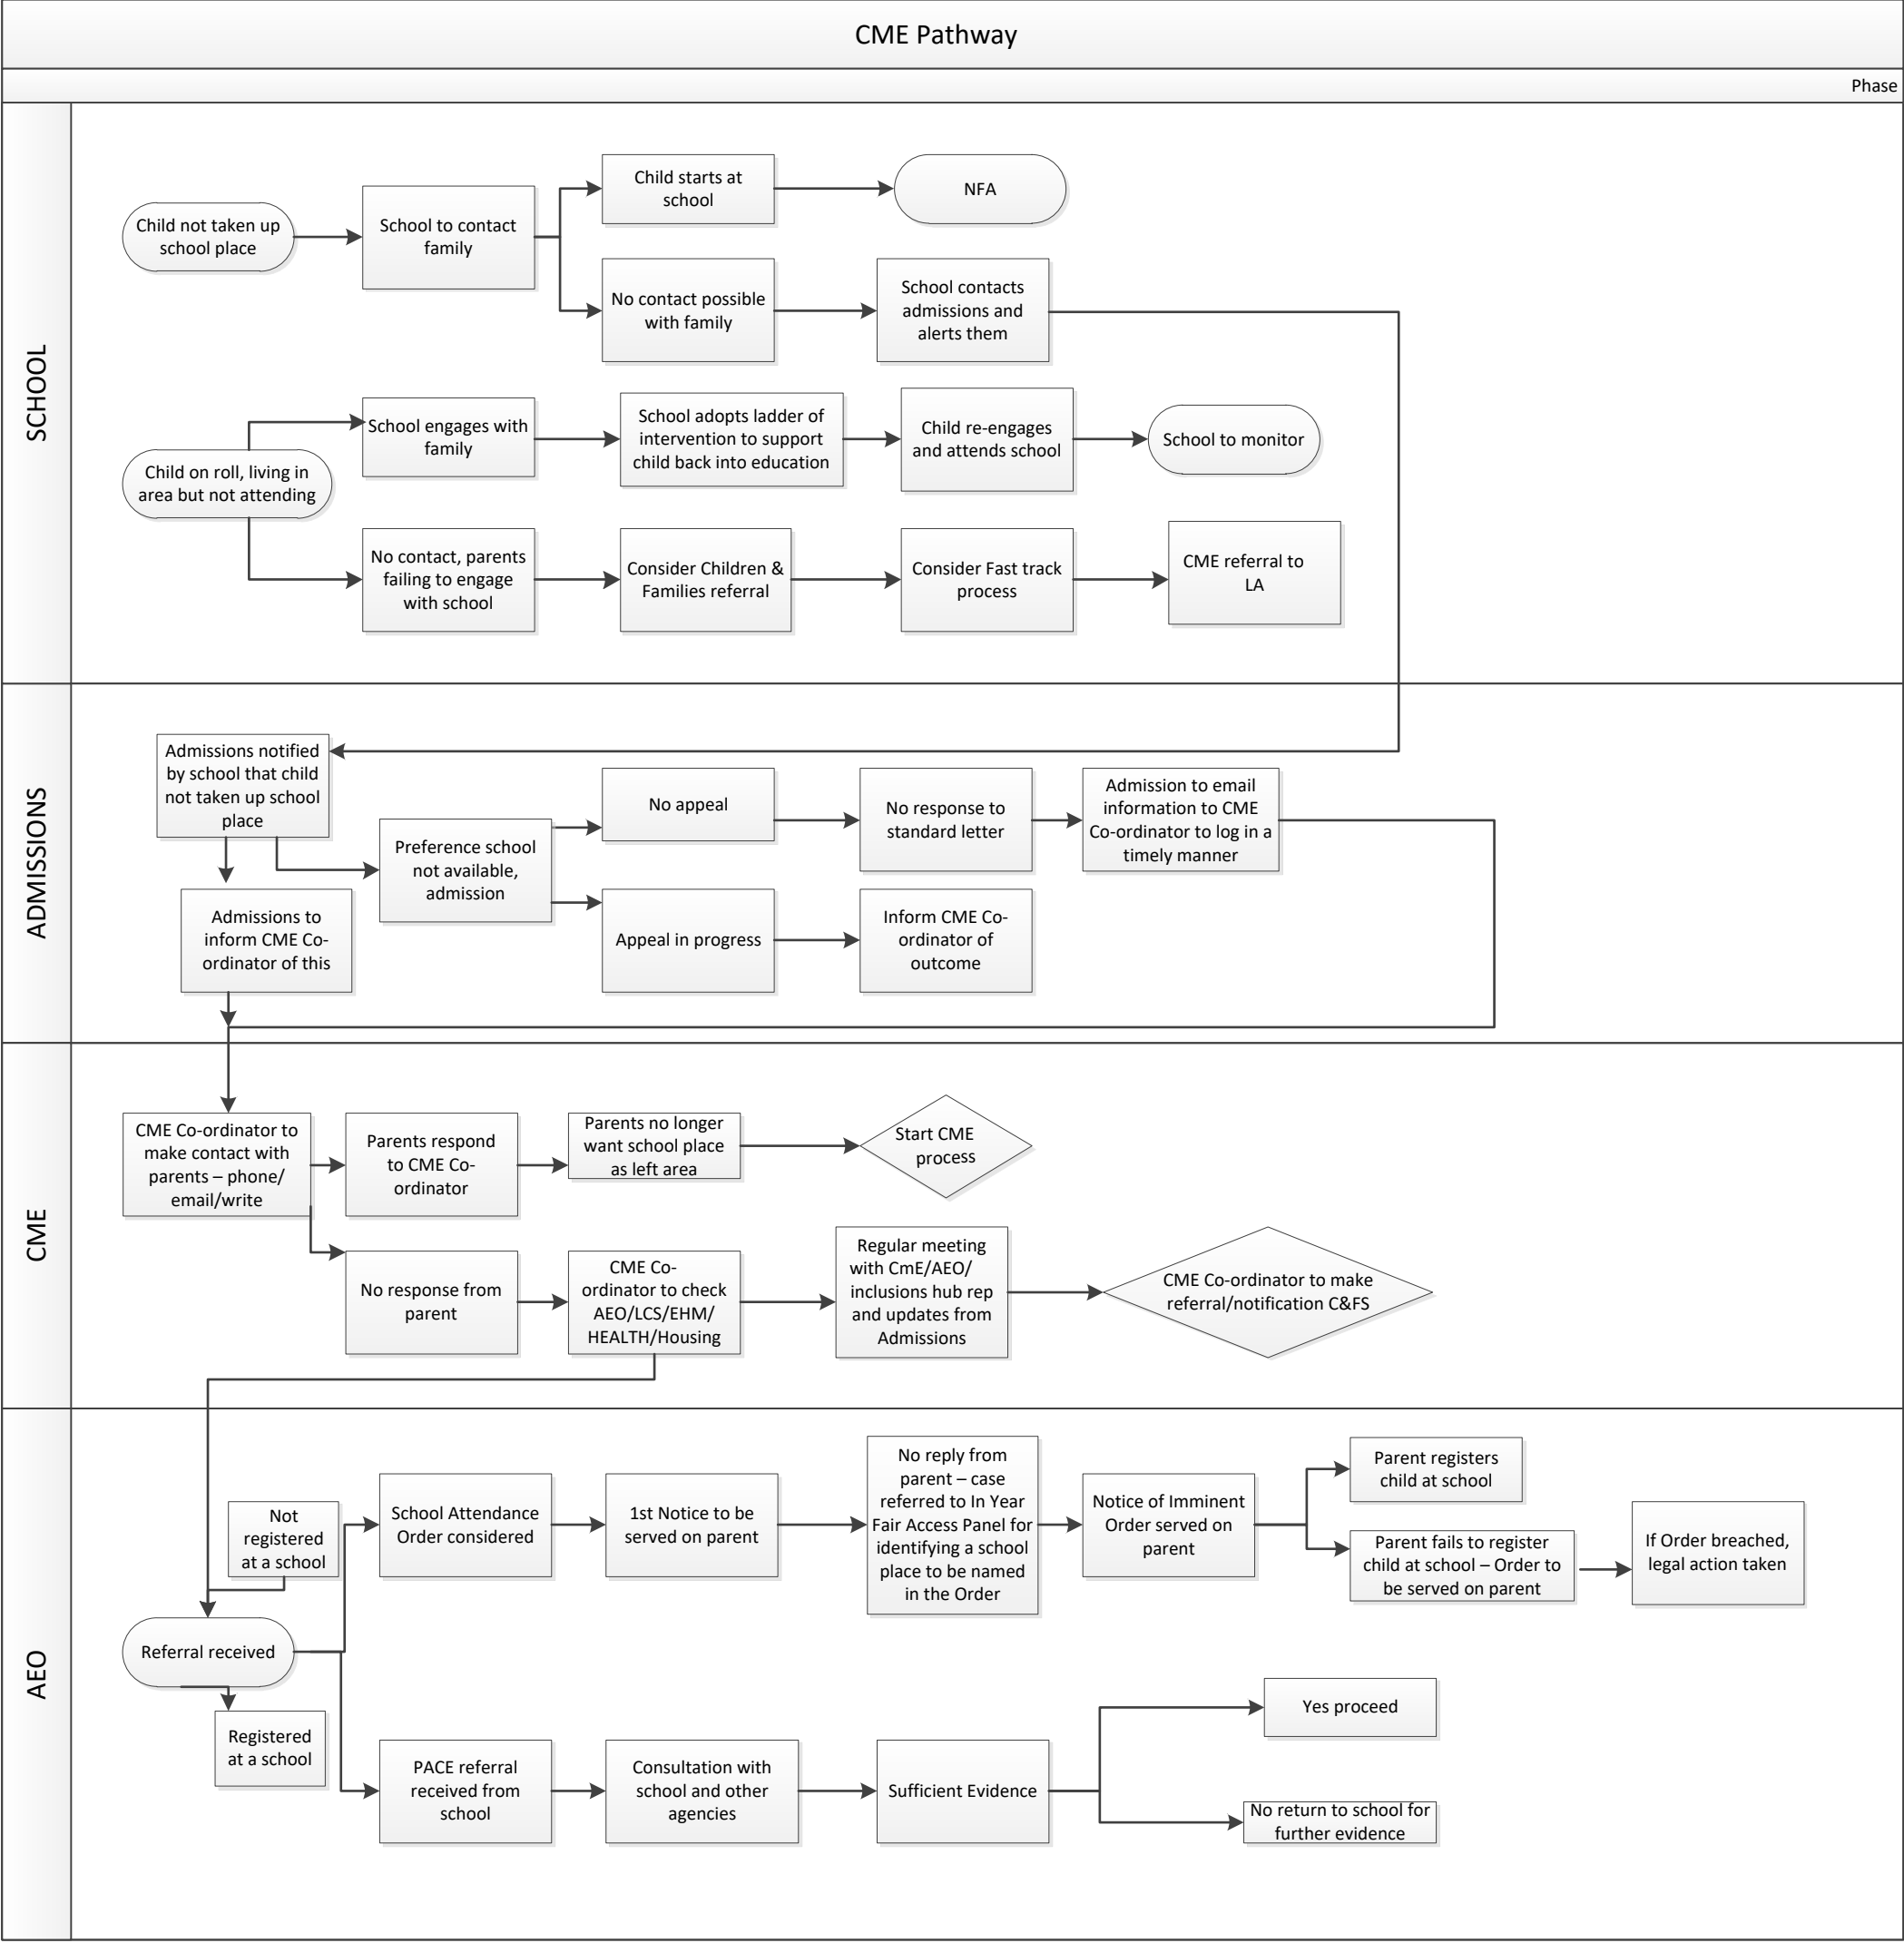 CME Pathway
Phase
SCHOOL
Child not taken up
school place
School to contact
family
Child starts at
school
NFA
No contact possible
with family
School contacts
admissions and
alerts them
Child on roll, living in
area but not attending
School engages with
family
School adopts ladder of
intervention to support
child back into education
Child re-engages
and attends school
School to monitor
No contact, parents
failing to engage
with school
Consider Children &
Families referral
Consider Fast track
process
CME referral to
LA
ADMISSIONS
Admissions notified
by school that child
not taken up school
place
Admissions to
inform CME Co-
ordinator of this
Preference school
not available,
admission
No appeal
No response to
standard letter
Admission to email
information to CME
Co-ordinator to log in a
timely manner
Appeal in progress
Inform CME Co-
ordinator of
outcome
CME
CME Co-ordinator to
make contact with
parents – phone/
email/write
Parents respond
to CME Co-
ordinator
Parents no longer
want school place
as left area
Start CME
process
No response from
parent
CME Co-
ordinator to check
AEO/LCS/EHM/
HEALTH/Housing
Regular meeting
with CmE/AEO/
inclusions hub rep
and updates from
Admissions
CME Co-ordinator to make
referral/notification C&FS
AEO
Not
registered
at a school
Referral received
Registered
at a school
School Attendance
Order considered
1st Notice to be
served on parent
No reply from
parent – case
referred to In Year
Fair Access Panel for
identifying a school
place to be named
in the Order
Notice of Imminent
Order served on
parent
Parent registers
child at school
Parent fails to register
child at school – Order to
be served on parent
If Order breached,
legal action taken
PACE referral
received from
school
Consultation with
school and other
agencies
Sufficient Evidence
Yes proceed
No return to school for
further evidence